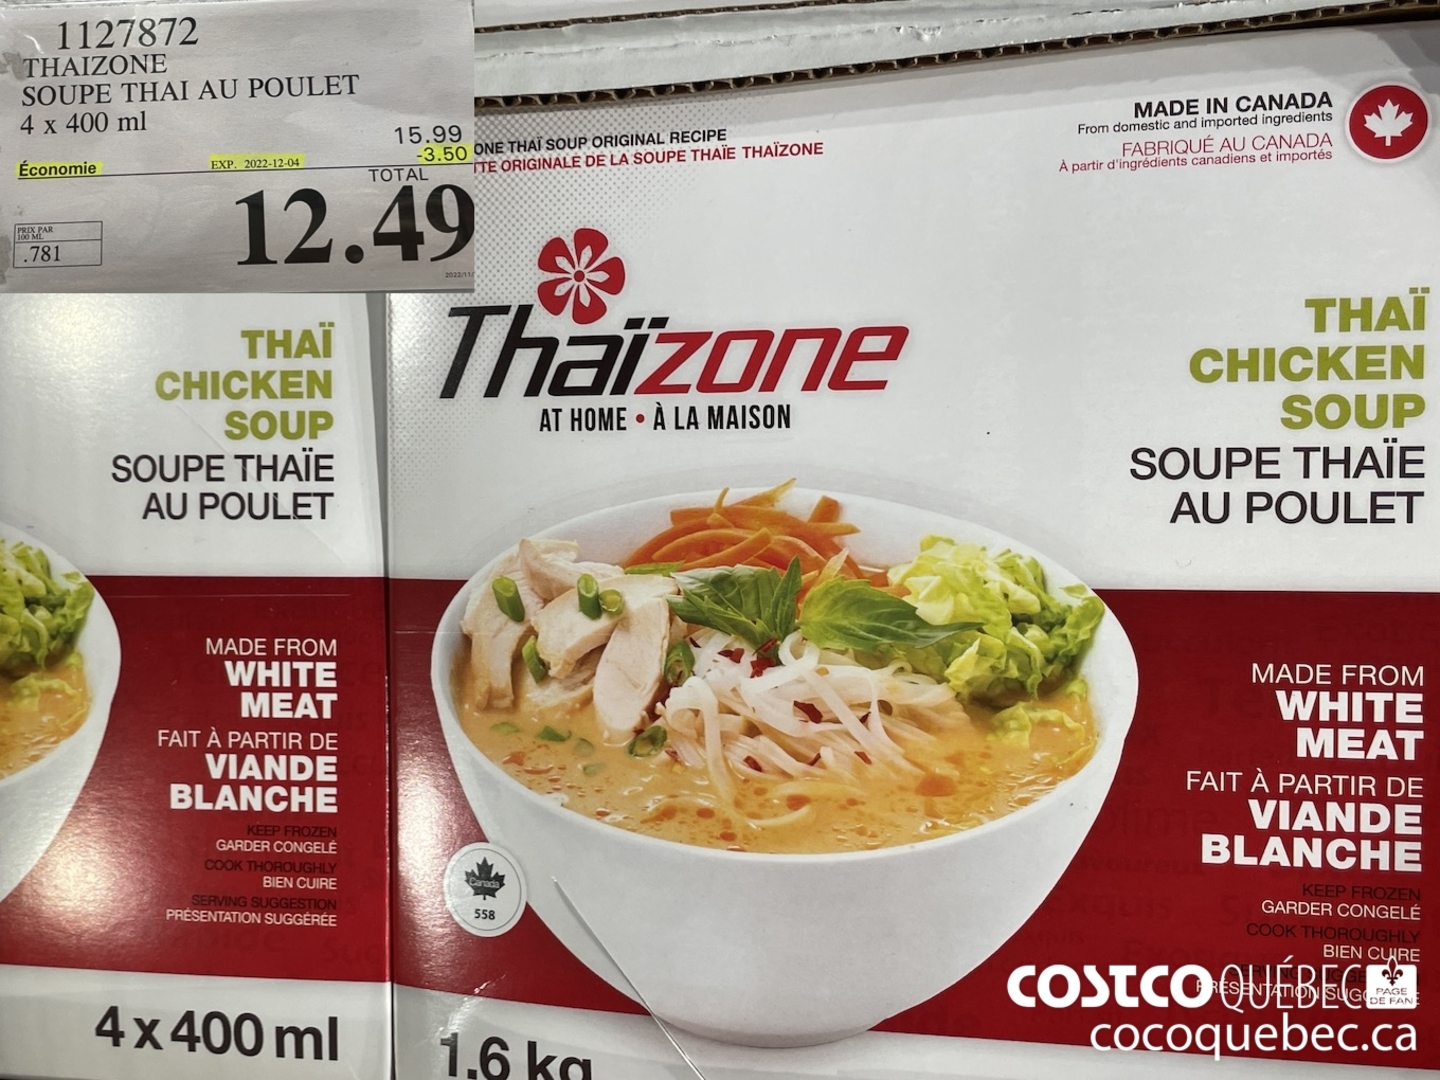 1127872
THAIZONE
SOUPE THAI AU POULET
4 x 400 ml
15.99
Économie EXP. 2022-12-04 -3.50
TOTAL
12.49
PRIX PAR
100 ML
.781
2022/11/
ONE THAÏ SOUP ORIGINAL RECIPE
TTE ORIGINALE DE LA SOUPE THAÏE THAÏZONE
MADE IN CANADA
From domestic and imported ingredients
FABRIQUÉ AU CANADA
À partir d'ingrédients canadiens et importés
Thaïzone
AT HOME • À LA MAISON
THAÏ
CHICKEN
SOUP
SOUPE THAÏE
AU POULET
MADE FROM
WHITE
MEAT
FAIT À PARTIR DE
VIANDE
BLANCHE
KEEP FROZEN
GARDER CONGELÉ
COOK THOROUGHLY
BIEN CUIRE
SERVING SUGGESTION
PRÉSENTATION SUGGÉRÉE
4 x 400 ml
THAÏ
CHICKEN
SOUP
SOUPE THAÏE
AU POULET
MADE FROM
WHITE
MEAT
FAIT À PARTIR DE
VIANDE
BLANCHE
KEEP FROZEN
GARDER CONGELÉ
COOK THOROUGHLY
BIEN CUIRE
Canada
558
1.6 kg
COSTCO QUÉBEC
PAGE
DE FAN
cocoquebec.ca